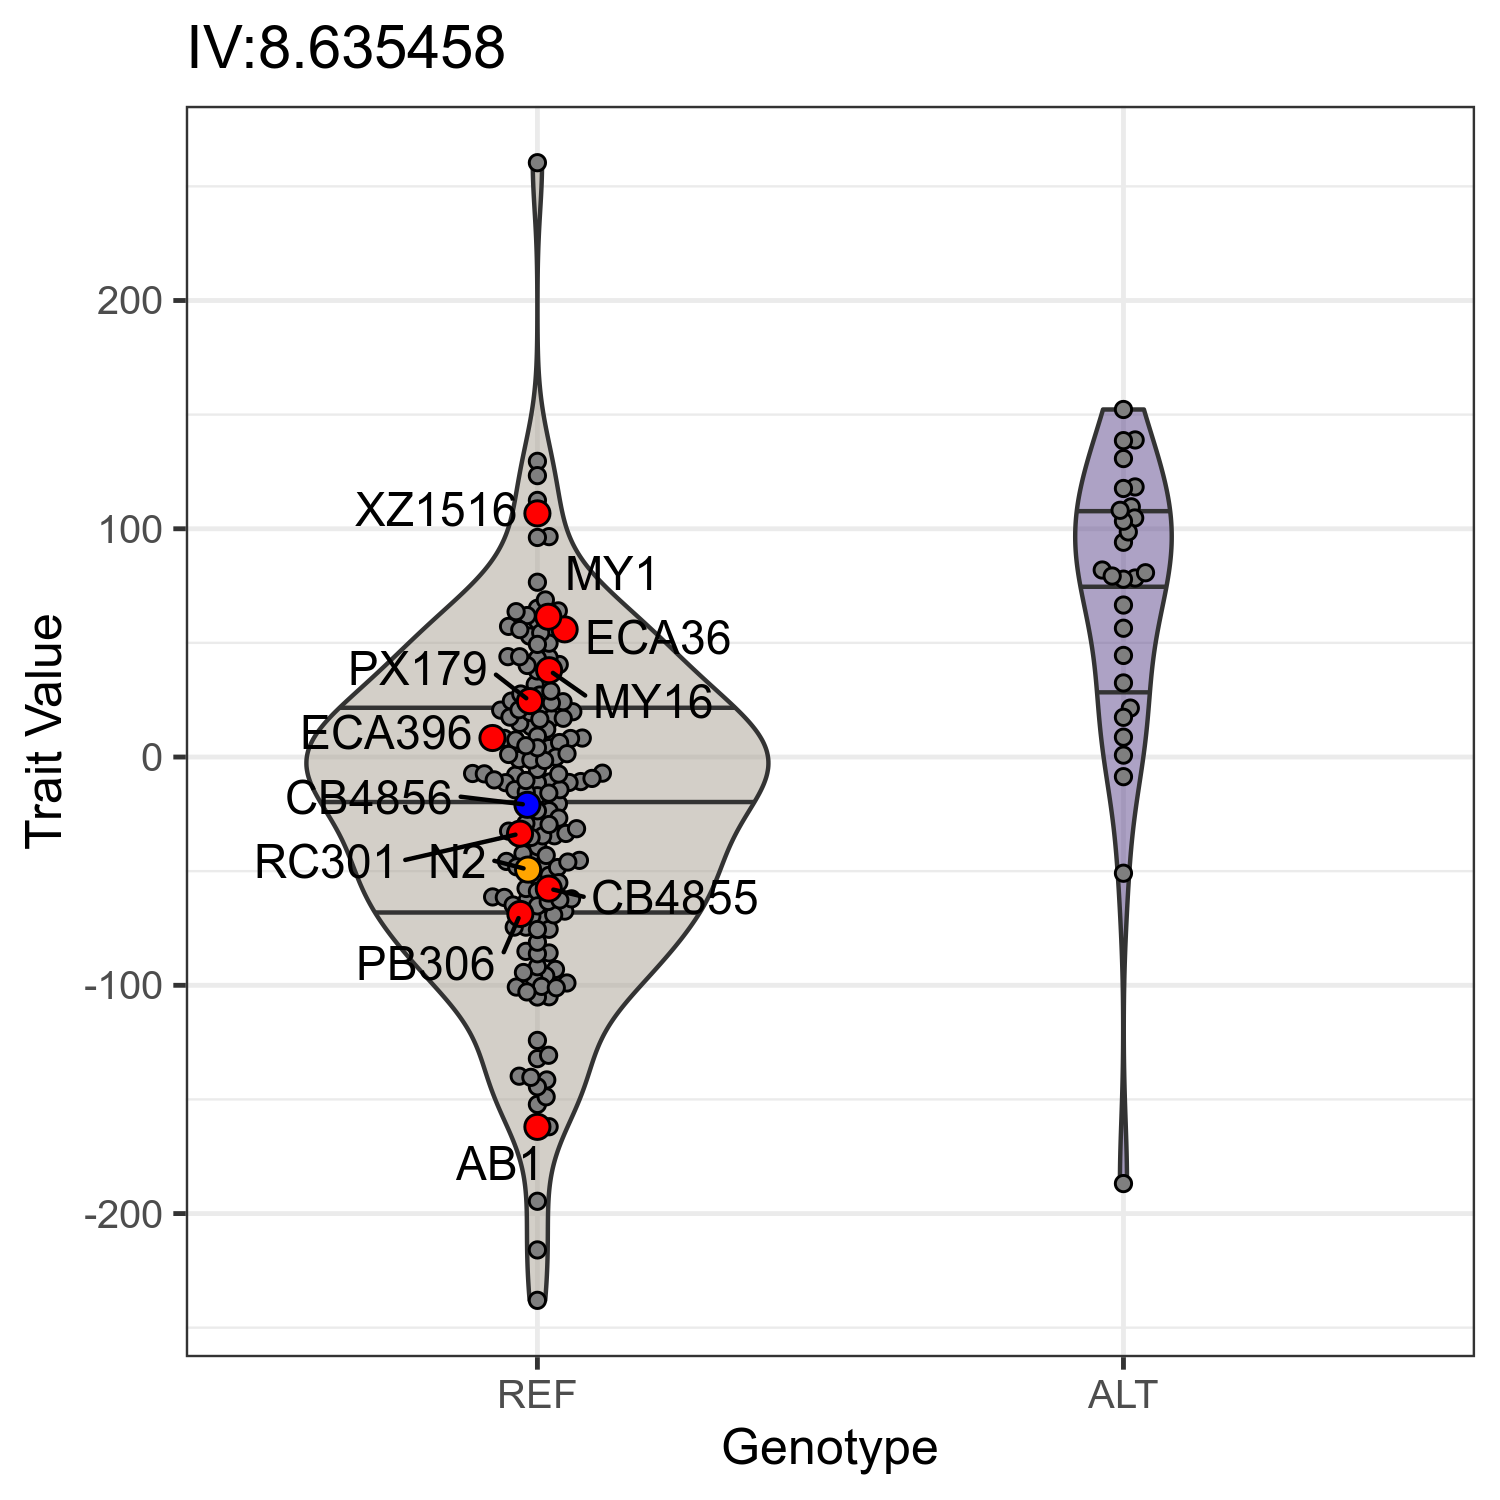 IV:8.635458
Trait Value
200
100
0
-100
-200
XZ1516
MY1
ECA36
PX179
MY16
ECA396
CB4856
RC301
N2
CB4855
PB306
AB1
REF
ALT
Genotype